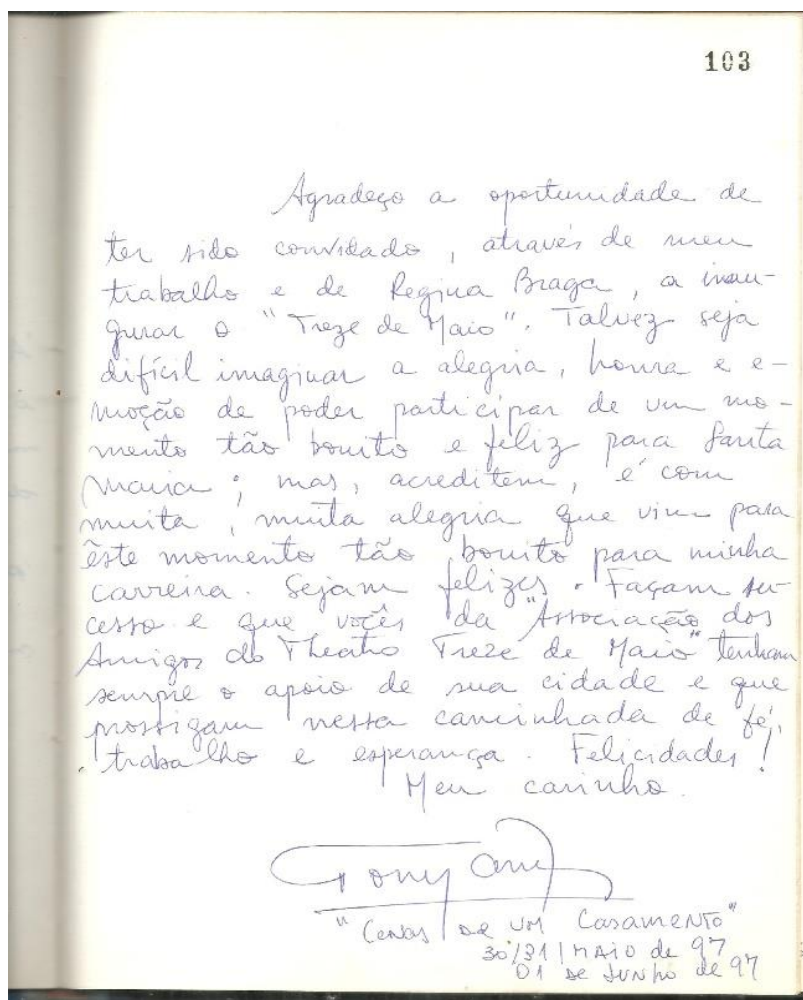 103
Agradeço a oportunidade de
ter sido convidado, através de meu
trabalho e de Regina Braga, a inau-
gurar o "Treze de Maio". Talvez seja
difícil imaginar a alegria, honra e e-
moção de poder participar de um mo-
mento tão bonito e feliz para Santa
Maria; mas, acreditem, é com
muita, muita alegria que vim para
êste momento tão bonito para minha
carreira. Sejam felizes. Façam su-
cesso e que vocês da "Associação dos
Amigos do Theatro Treze de Maio" tenham
sempre o apoio de sua cidade e que
prossigam nessa caminhada de fé,
trabalho e esperança. Felicidades!
Meu carinho.
Tony
"Cenas de um Casamento"
30/31/MAIO de 97
01 de JUNHO de 97